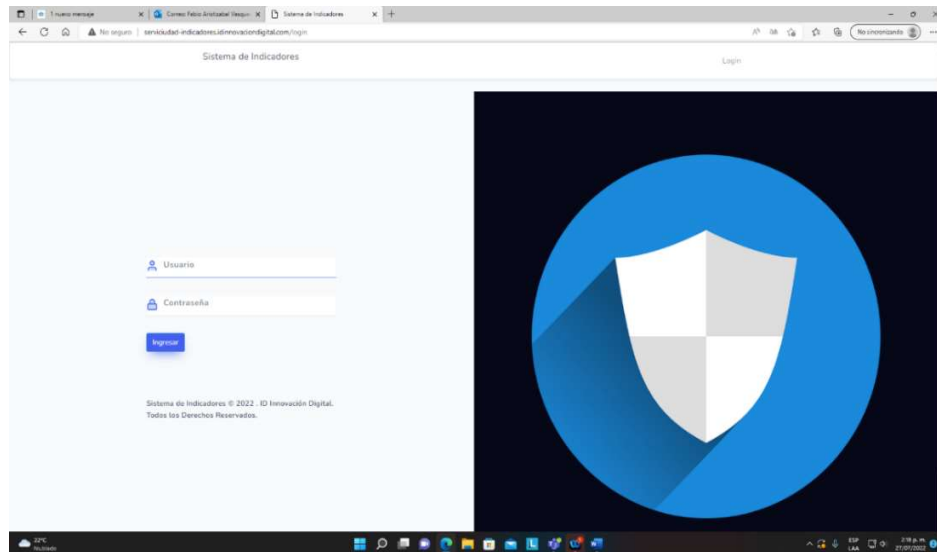 1 nuevo mensaje
Correo: Fabio Aristizabal Vasqu
Sistema de Indicadores
No seguro
serviciudad-indicadores.idinnovaciondigital.com/login
No sincronizando
Sistema de Indicadores
Login
Usuario
Contraseña
Ingresar
Sistema de Indicadores © 2022 . ID Innovación Digital.
Todos los Derechos Reservados.
22°C
Nublado
ESP
LAA
2:18 p. m.
27/07/2022